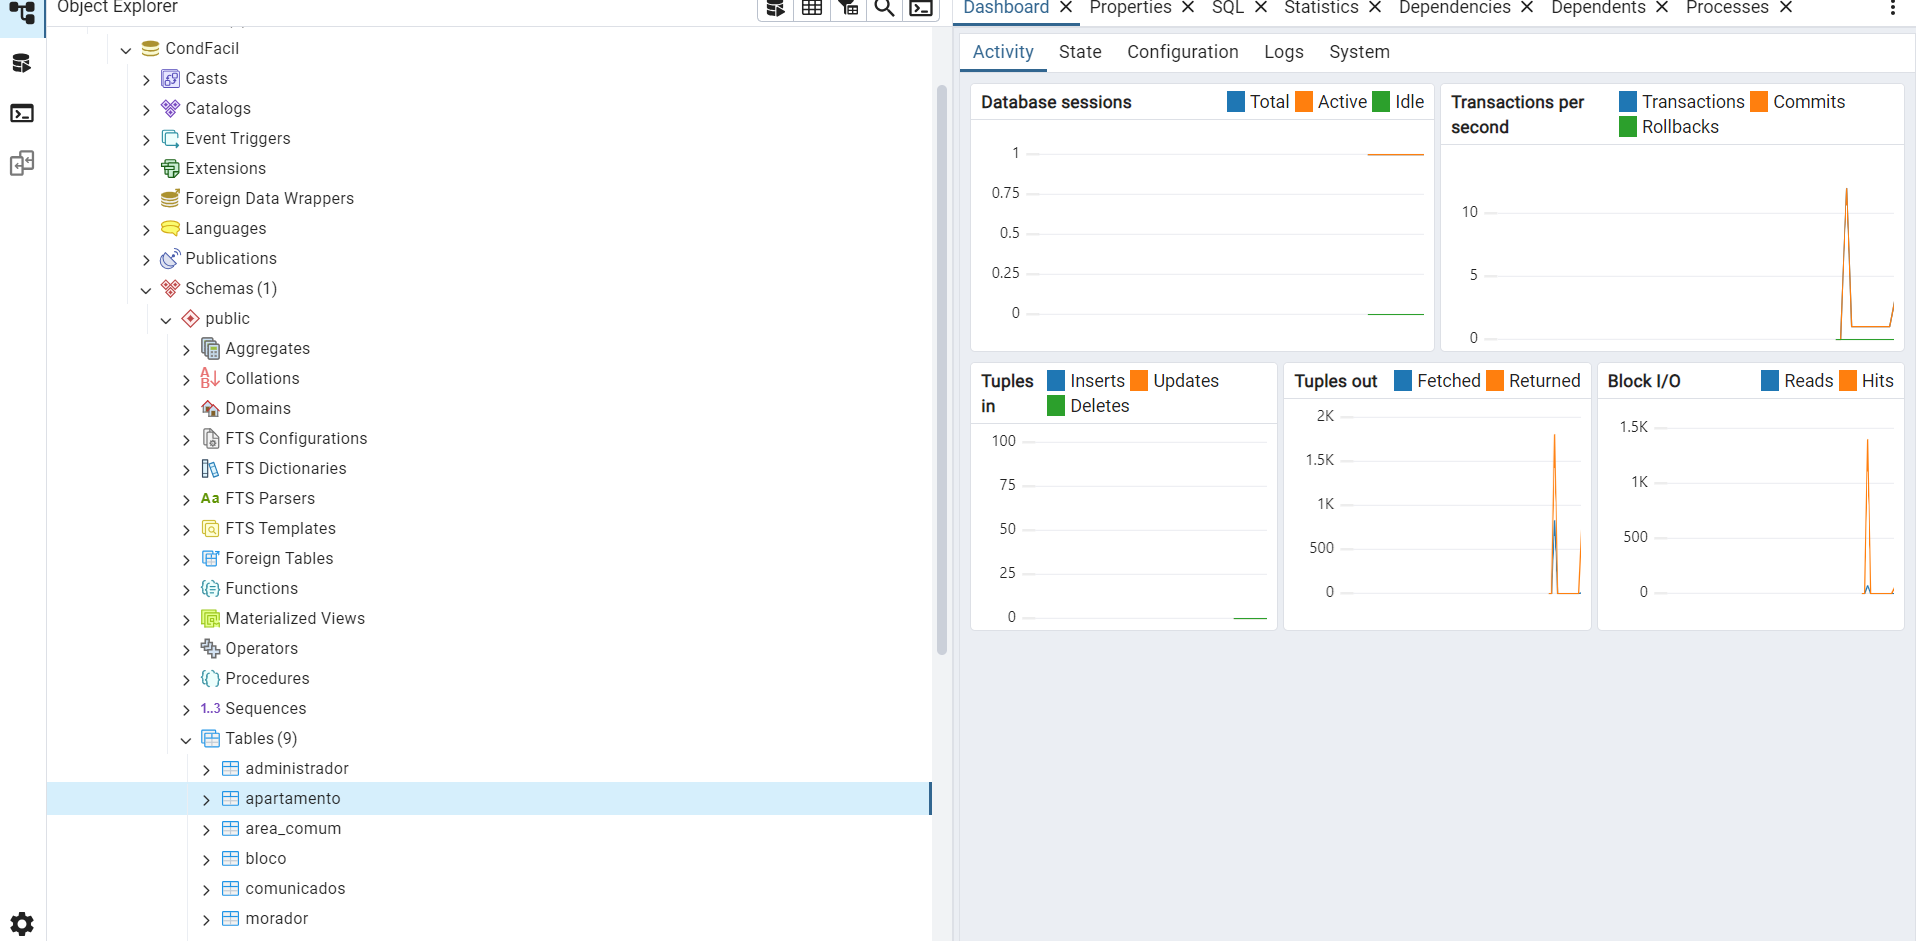 Object Explorer
CondFacil
Casts
Catalogs
Event Triggers
Extensions
Foreign Data Wrappers
Languages
Publications
Schemas (1)
public
Aggregates
Collations
Domains
FTS Configurations
FTS Dictionaries
Aa FTS Parsers
FTS Templates
Foreign Tables
Functions
Materialized Views
Operators
Procedures
1..3 Sequences
Tables (9)
administrador
apartamento
area_comum
bloco
comunicados
morador
Dashboard Properties SQL Statistics Dependencies Dependents Processes
Activity State Configuration Logs System
Database sessions Total Active Idle
1
0.75
0.5
0.25
0
Transactions per second Transactions Commits Rollbacks
10
5
0
Tuples in Inserts Updates Deletes
100
75
50
25
0
Tuples out Fetched Returned
2K
1.5K
1K
500
0
Block I/O Reads Hits
1.5K
1K
500
0